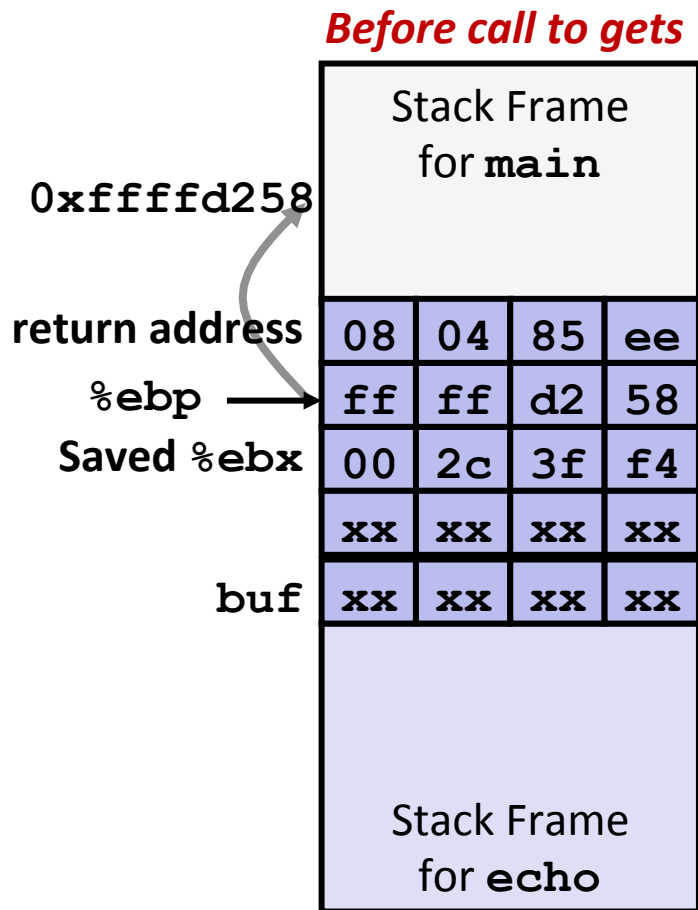 Before call to gets
Stack Frame
for main
0xffffd258
return address 08 04 85 ee
%ebp ff ff d2 58
Saved %ebx 00 2c 3f f4
xx xx xx xx
buf xx xx xx xx
Stack Frame
for echo